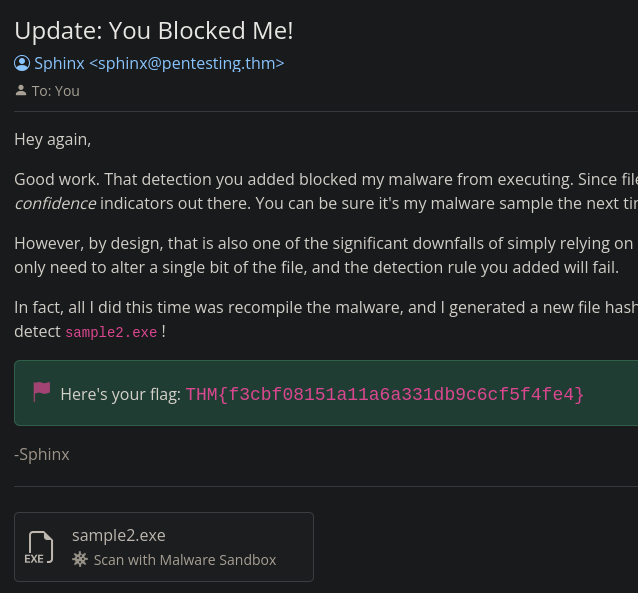 Update: You Blocked Me!
Sphinx <sphinx@pentesting.thm>
To: You
Hey again,
Good work. That detection you added blocked my malware from executing. Since file
confidence indicators out there. You can be sure it's my malware sample the next
However, by design, that is also one of the significant downfalls of simply relying on
only need to alter a single bit of the file, and the detection rule you added will fail.
In fact, all I did this time was recompile the malware, and I generated a new file hash
detect sample2.exe !
Here's your flag: THM{f3cbf08151a11a6a331db9c6cf5f4fe4}
-Sphinx
EXE
sample2.exe
Scan with Malware Sandbox